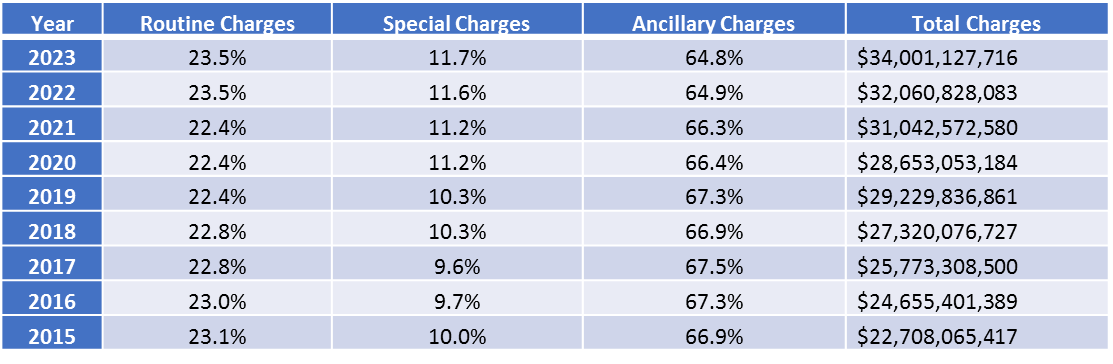 Year Routine Charges Special Charges Ancillary Charges Total Charges
2023 23.5% 11.7% 64.8% $34,001,127,716
2022 23.5% 11.6% 64.9% $32,060,828,083
2021 22.4% 11.2% 66.3% $31,042,572,580
2020 22.4% 11.2% 66.4% $28,653,053,184
2019 22.4% 10.3% 67.3% $29,229,836,861
2018 22.8% 10.3% 66.9% $27,320,076,727
2017 22.8% 9.6% 67.5% $25,773,308,500
2016 23.0% 9.7% 67.3% $24,655,401,389
2015 23.1% 10.0% 66.9% $22,708,065,417